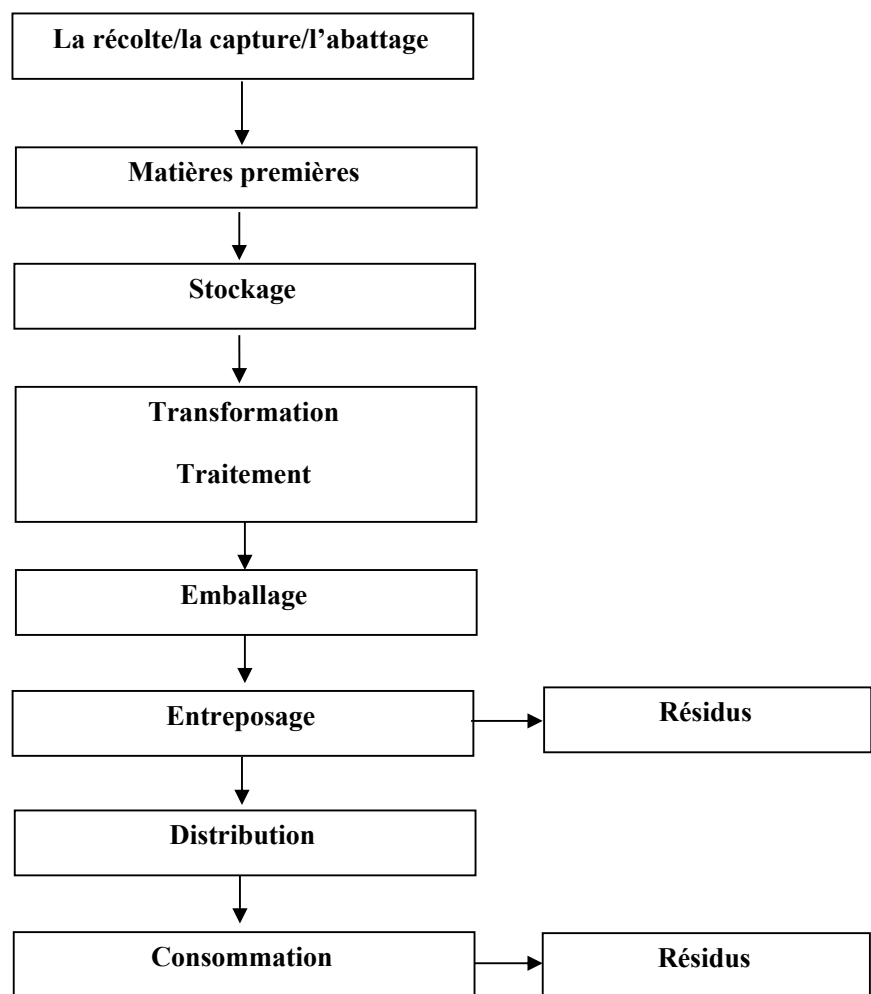 La récolte/la capture/l'abattage
Matières premières
Stockage
Transformation
Traitement
Emballage
Entreposage
Résidus
Distribution
Consommation
Résidus